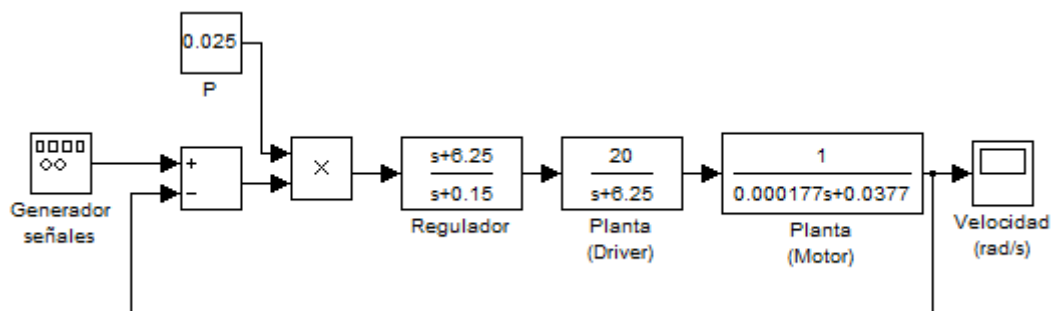 0.025
P
+
−
×
s+6.25
s+0.15
20
s+6.25
1
0.000177s+0.0377
Generador
señales
Regulador
Planta
(Driver)
Planta
(Motor)
Velocidad
(rad/s)